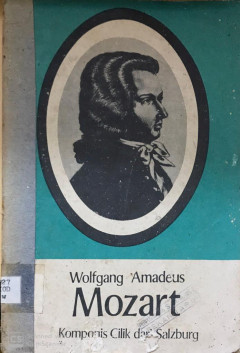 Wolfgang Amadeus
Mozart
Komponis Cilik dari Salzburg